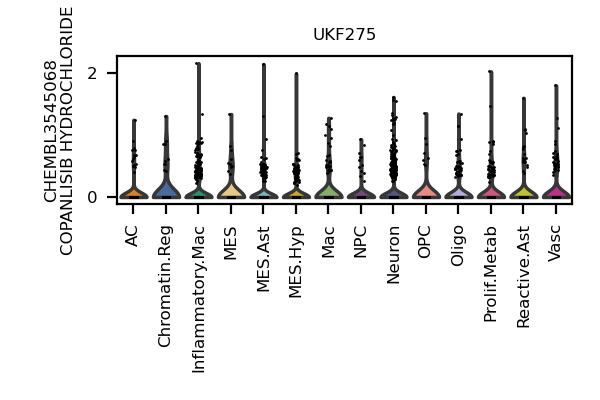 UKF275
CHEMBL3545068
COPANLISIB HYDROCHLORIDE
2
0
AC
Chromatin.Reg
Inflammatory.Mac
MES
MES.Ast
MES.Hyp
Mac
NPC
Neuron
OPC
Oligo
Prolif.Metab
Reactive.Ast
Vasc